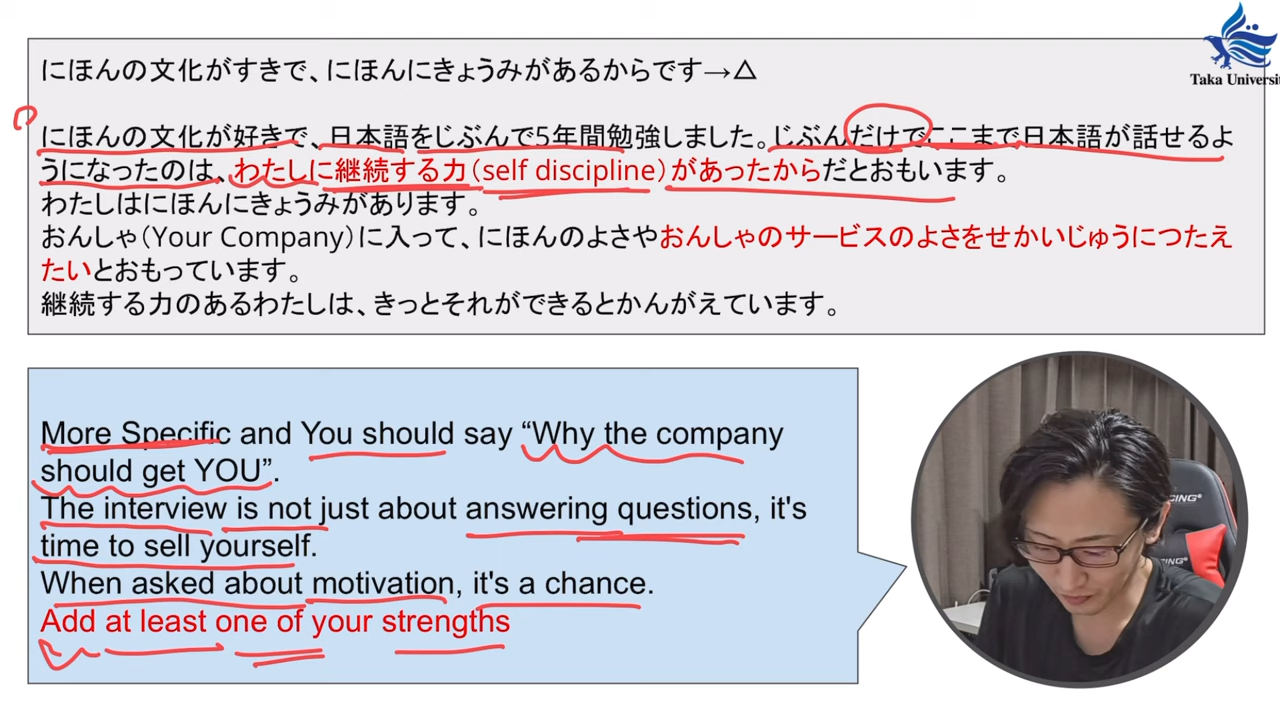 Taka Universit
にほんの文化がすきで、にほんにきょうみがあるからです→△
にほんの文化が好きで、日本語をじぶんで5年間勉強しました。じぶんだけでここまで日本語が話せるよ
うになったのは、わたしに継続する力（self discipline）があったからだとおもいます。
わたしはにほんにきょうみがあります。
おんしゃ（Your Company）に入って、にほんのよさやおんしゃのサービスのよさをせかいじゅうにつたえ
たいとおもっています。
継続する力のあるわたしは、きっとそれができるとかんがえています。
More Specific and You should say “Why the company
should get YOU”.
The interview is not just about answering questions, it's
time to sell yourself.
When asked about motivation, it's a chance.
Add at least one of your strengths